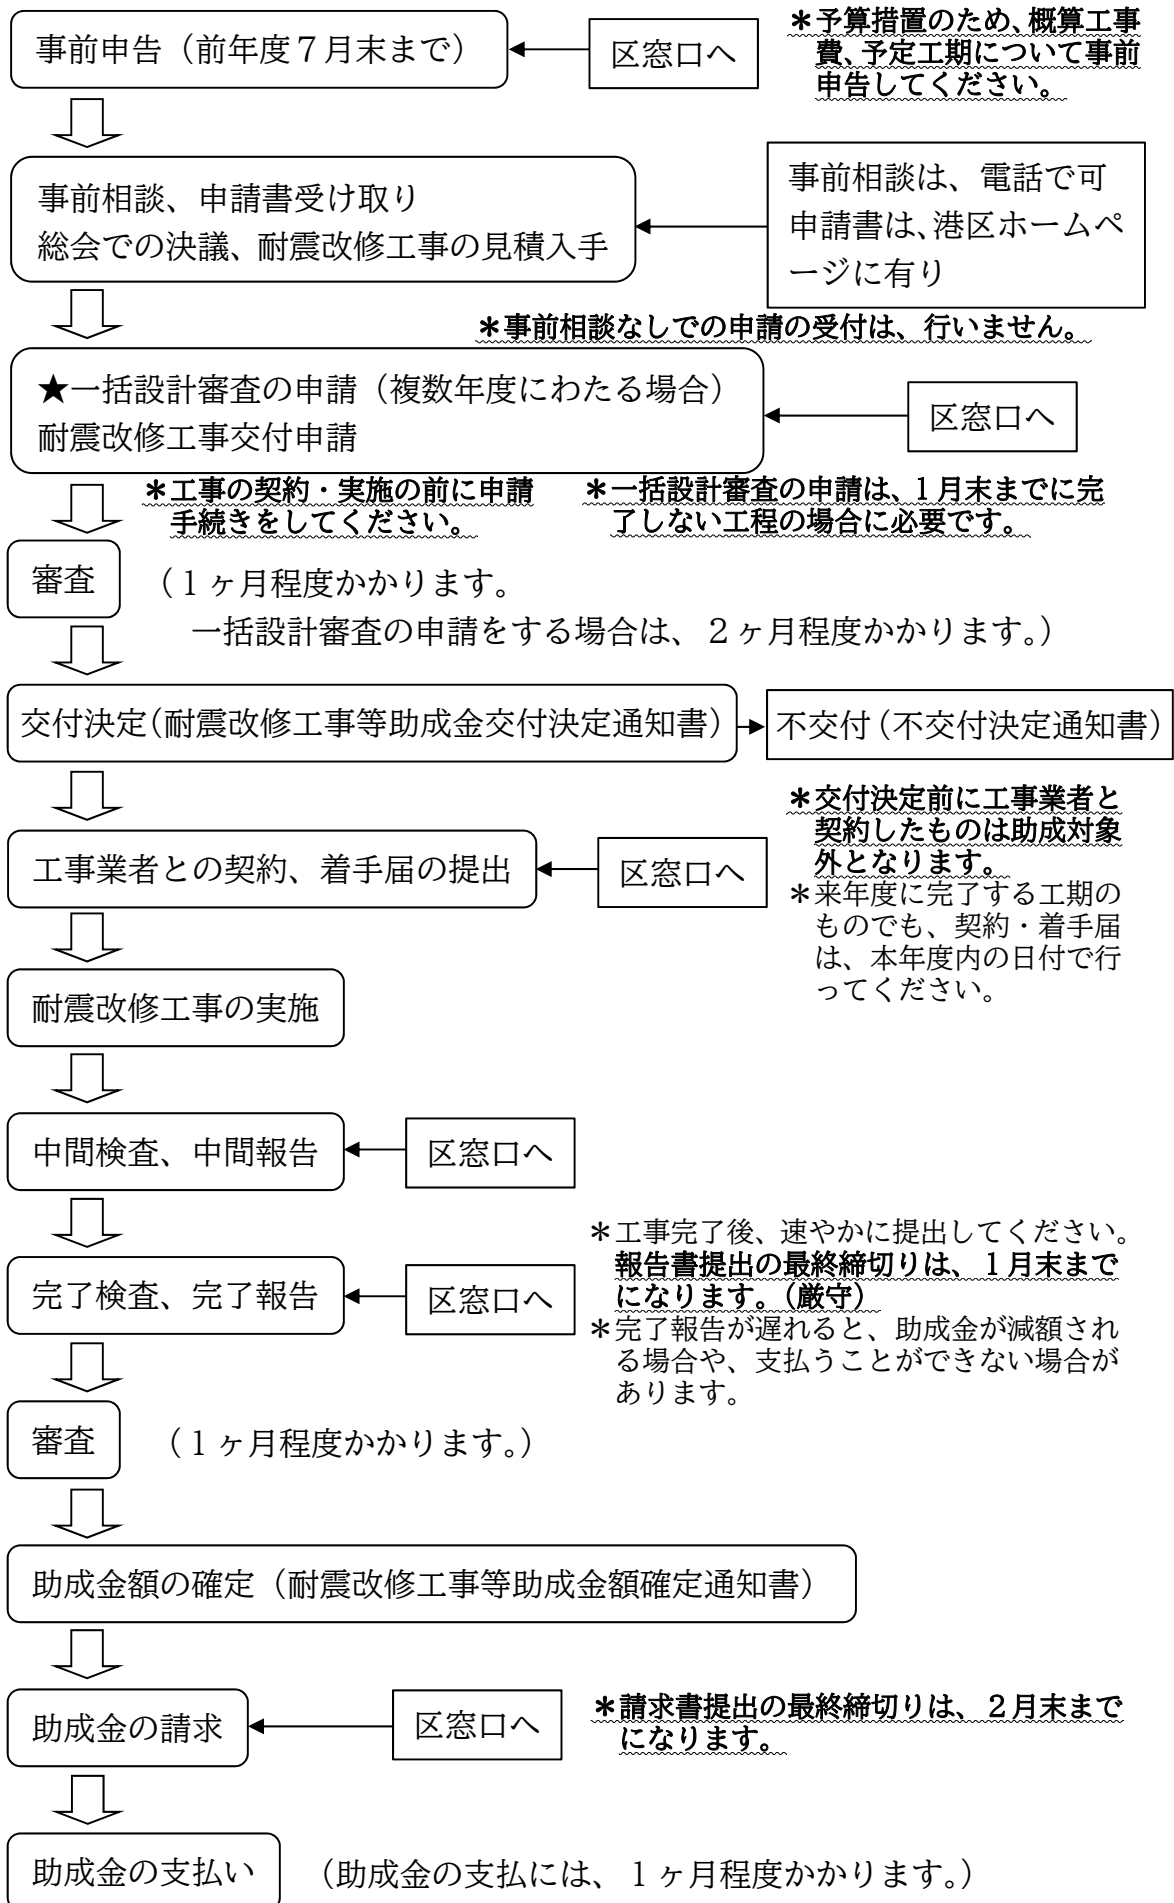 事前申告（前年度７月末まで）
区窓口へ
＊予算措置のため、概算工事
費、予定工期について事前
申告してください。
事前相談、申請書受け取り
総会での決議、耐震改修工事の見積入手
事前相談は、電話で可
申請書は、港区ホームペ
ージに有り
＊事前相談なしでの申請の受付は、行いません。
★一括設計審査の申請（複数年度にわたる場合）
耐震改修工事交付申請
区窓口へ
＊工事の契約・実施の前に申請
手続きをしてください。
＊一括設計審査の申請は、１月末までに完
了しない工程の場合に必要です。
審査
（１ヶ月程度かかります。
一括設計審査の申請をする場合は、２ヶ月程度かかります。）
交付決定（耐震改修工事等助成金交付決定通知書）
不交付（不交付決定通知書）
＊交付決定前に工事業者と
契約したものは助成対象
外となります。
＊来年度に完了する工期の
ものでも、契約・着手届
は、本年度内の日付で行
ってください。
工事業者との契約、着手届の提出
区窓口へ
耐震改修工事の実施
中間検査、中間報告
区窓口へ
＊工事完了後、速やかに提出してください。
報告書提出の最終締切りは、１月末まで
になります。（厳守）
＊完了報告が遅れると、助成金が減額され
る場合や、支払うことができない場合が
あります。
完了検査、完了報告
区窓口へ
審査
（１ヶ月程度かかります。）
助成金額の確定（耐震改修工事等助成金額確定通知書）
助成金の請求
区窓口へ
＊請求書提出の最終締切りは、２月末まで
になります。
助成金の支払い
（助成金の支払には、１ヶ月程度かかります。）